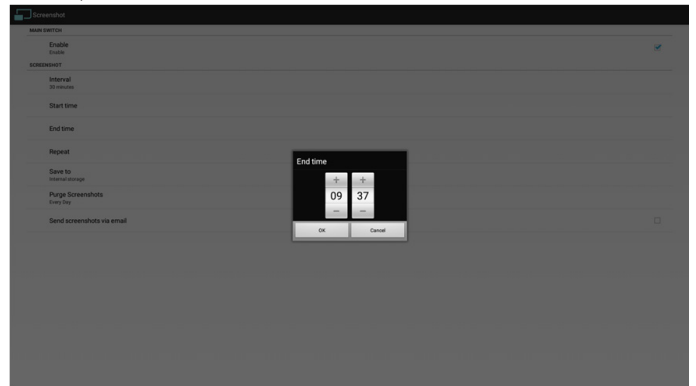 Screenshot
MAIN SWITCH
Enable
Enable
SCREENSHOT
Interval
30 minutes
Start time
End time
Repeat
Save to
Internal storage
Purge Screenshots
Every Day
Send screenshots via email
End time
+ +
09 37
- -
OK Cancel